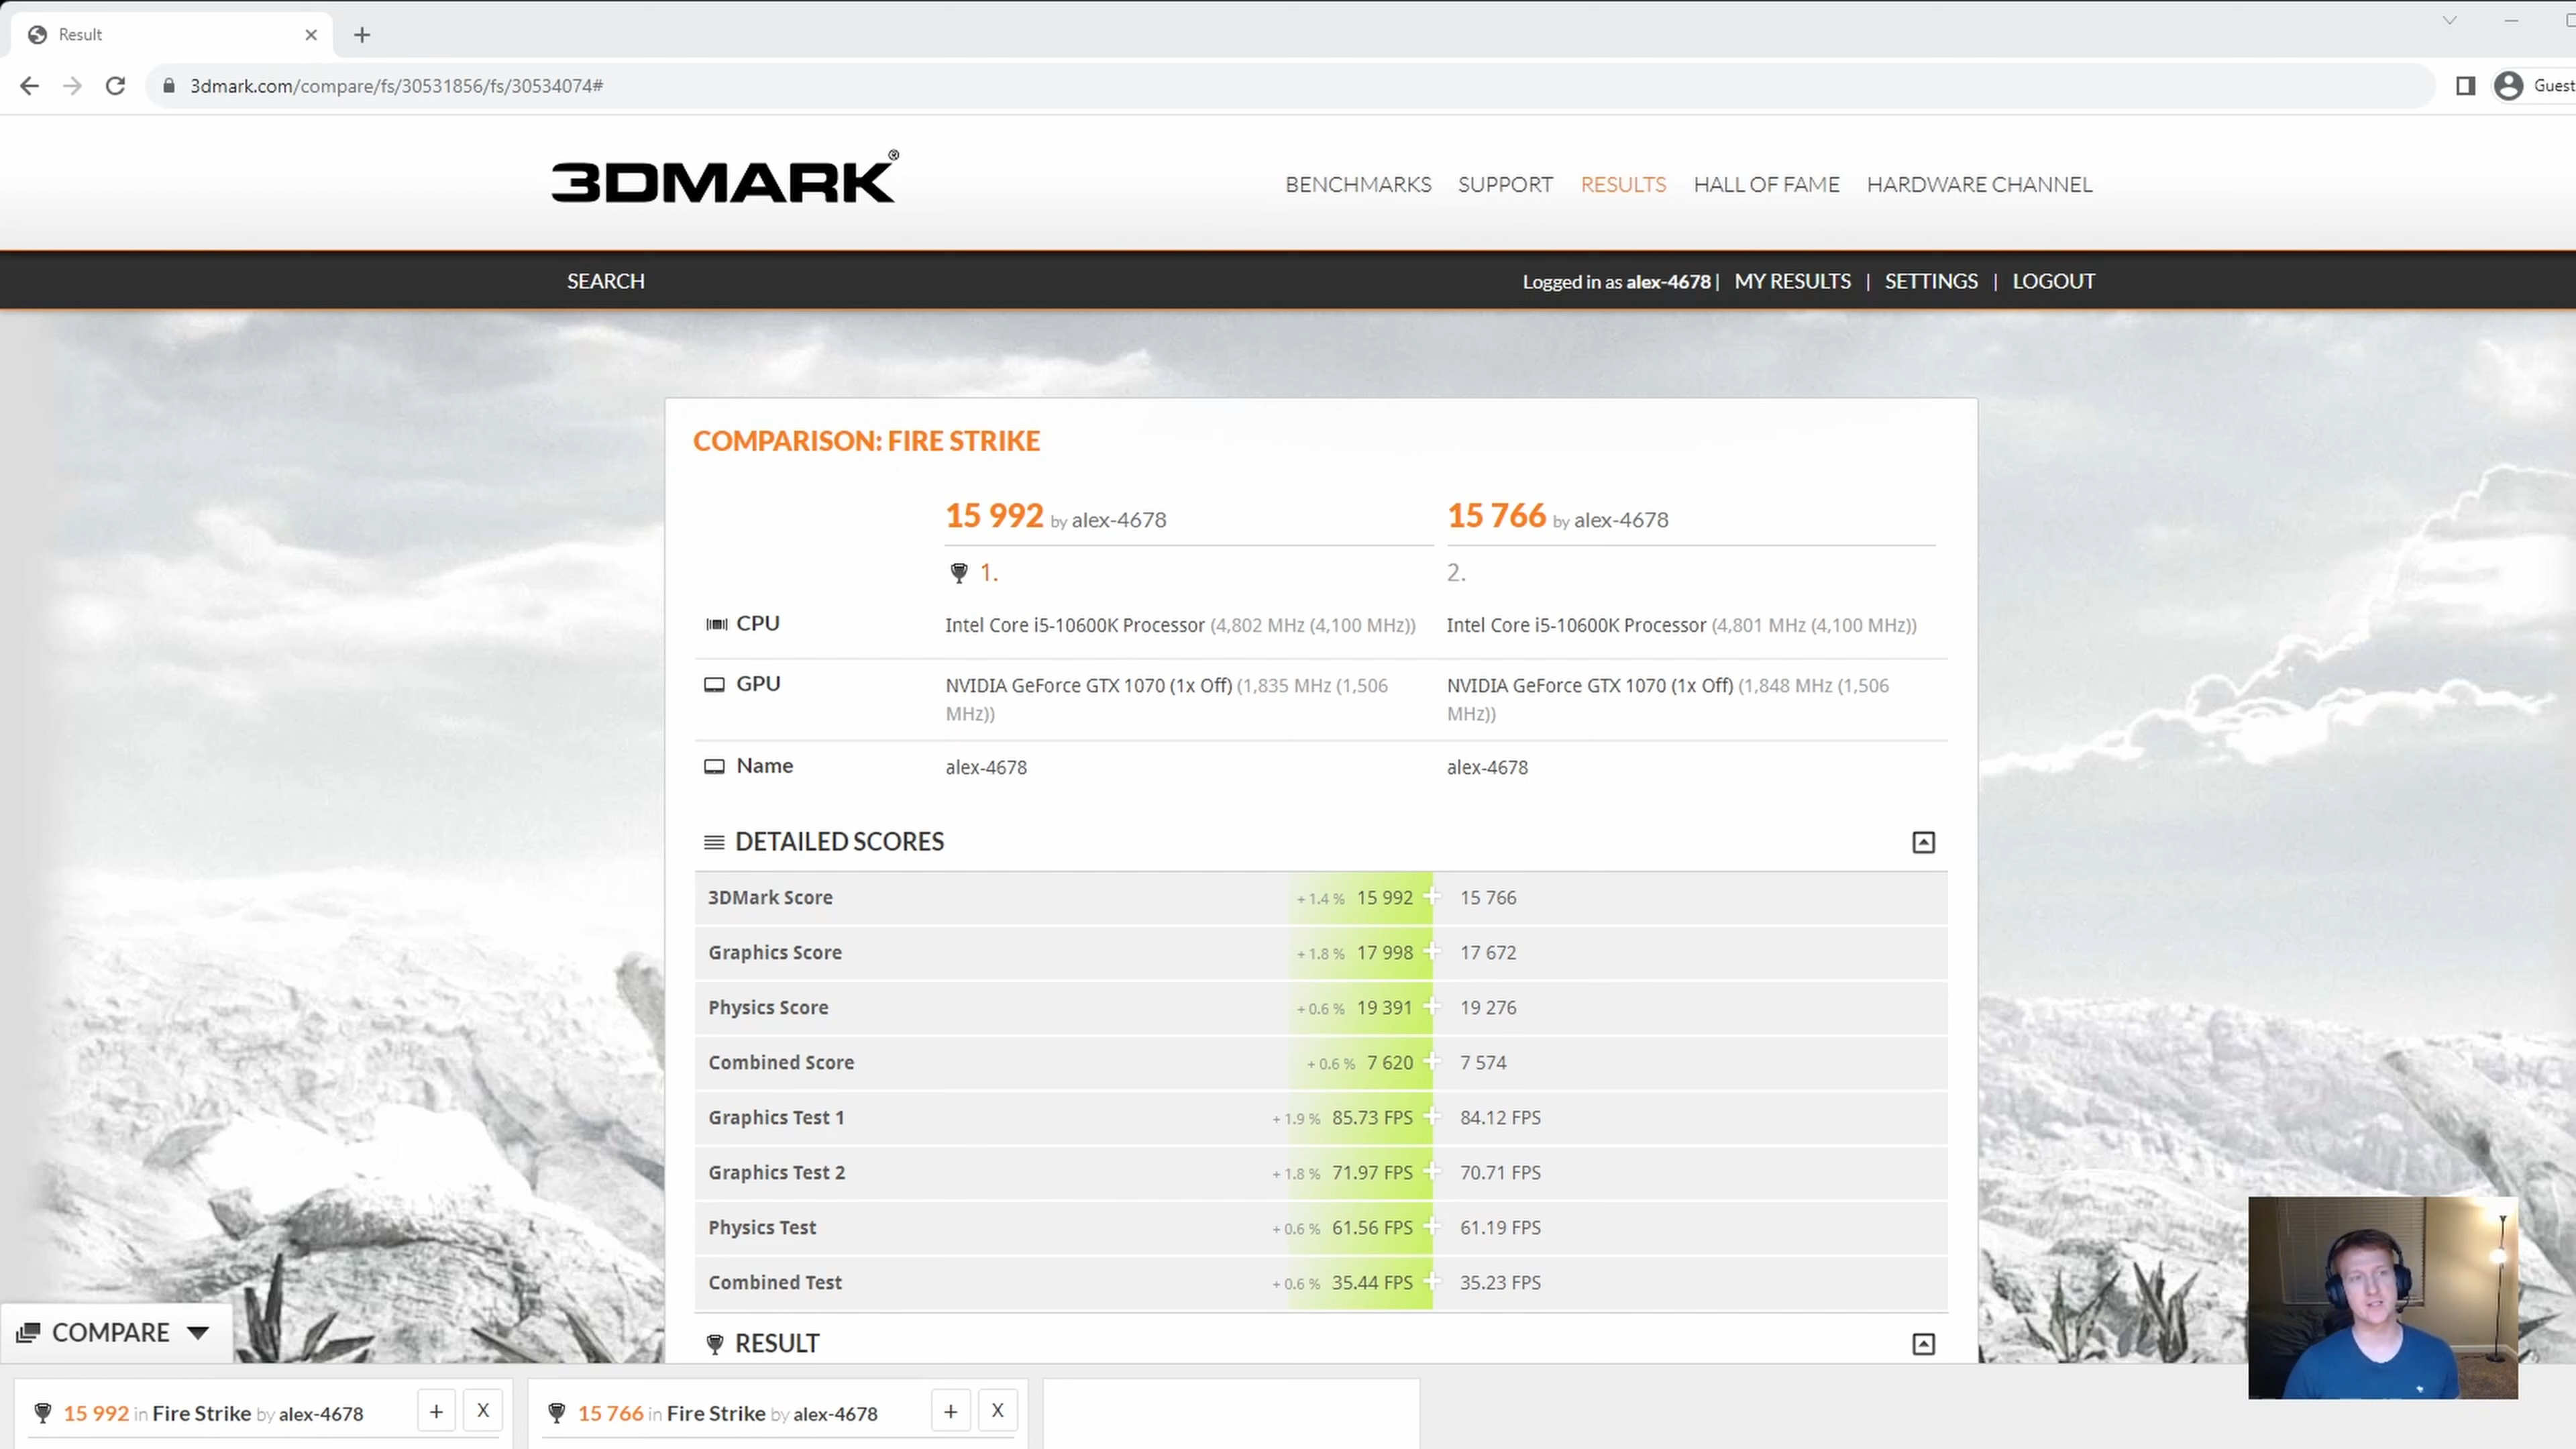 Result
3dmark.com/compare/fs/30531856/fs/30534074#
Guest
3DMARK®
BENCHMARKS SUPPORT RESULTS HALL OF FAME HARDWARE CHANNEL
SEARCH
Logged in as alex-4678 | MY RESULTS | SETTINGS | LOGOUT
COMPARISON: FIRE STRIKE
15 992 by alex-4678 15 766 by alex-4678
1. 2.
CPU Intel Core i5-10600K Processor (4,802 MHz (4,100 MHz)) Intel Core i5-10600K Processor (4,801 MHz (4,100 MHz))
GPU NVIDIA GeForce GTX 1070 (1x Off) (1,835 MHz (1,506 NVIDIA GeForce GTX 1070 (1x Off) (1,848 MHz (1,506
MHz)) MHz))
Name alex-4678 alex-4678
DETAILED SCORES
3DMark Score + 1.4 % 15 992 15 766
Graphics Score + 1.8 % 17 998 17 672
Physics Score + 0.6 % 19 391 19 276
Combined Score + 0.6 % 7 620 7 574
Graphics Test 1 + 1.9 % 85.73 FPS 84.12 FPS
Graphics Test 2 + 1.8 % 71.97 FPS 70.71 FPS
Physics Test + 0.6 % 61.56 FPS 61.19 FPS
Combined Test + 0.6 % 35.44 FPS 35.23 FPS
RESULT
COMPARE
15 992 in Fire Strike by alex-4678 + X 15 766 in Fire Strike by alex-4678 + X